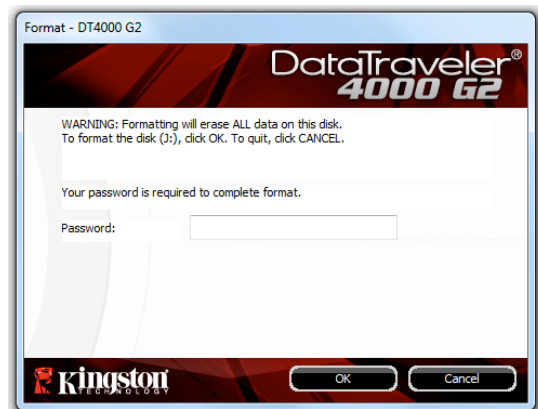 Format - DT4000 G2
DataTraveler®
4000 G2
WARNING: Formatting will erase ALL data on this disk.
To format the disk (J:), click OK. To quit, click CANCEL.
Your password is required to complete format.
Password:
Kingston
TECHNOLOGY
OK
Cancel